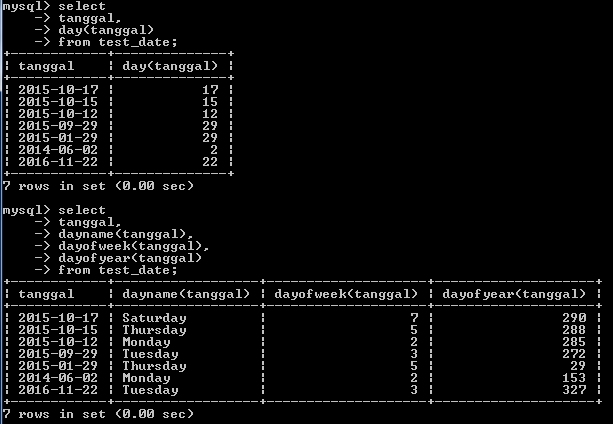 mysql> select
    -> tanggal,
    -> day(tanggal)
    -> from test_date;
+------------+--------------+
¦ tanggal    ¦ day(tanggal) ¦
+------------+--------------+
¦ 2015-10-17 ¦           17 ¦
¦ 2015-10-15 ¦           15 ¦
¦ 2015-10-12 ¦           12 ¦
¦ 2015-09-29 ¦           29 ¦
¦ 2015-01-29 ¦           29 ¦
¦ 2014-06-02 ¦            2 ¦
¦ 2016-11-22 ¦           22 ¦
+------------+--------------+
7 rows in set (0.00 sec)
mysql> select
    -> tanggal,
    -> dayname(tanggal),
    -> dayofweek(tanggal),
    -> dayofyear(tanggal)
    -> from test_date;
+------------+------------------+--------------------+--------------------+
¦ tanggal    ¦ dayname(tanggal) ¦ dayofweek(tanggal) ¦ dayofyear(tanggal) ¦
+------------+------------------+--------------------+--------------------+
¦ 2015-10-17 ¦ Saturday         ¦                  7 ¦                290 ¦
¦ 2015-10-15 ¦ Thursday         ¦                  5 ¦                288 ¦
¦ 2015-10-12 ¦ Monday           ¦                  2 ¦                285 ¦
¦ 2015-09-29 ¦ Tuesday          ¦                  3 ¦                272 ¦
¦ 2015-01-29 ¦ Thursday         ¦                  5 ¦                 29 ¦
¦ 2014-06-02 ¦ Monday           ¦                  2 ¦                153 ¦
¦ 2016-11-22 ¦ Tuesday          ¦                  3 ¦                327 ¦
+------------+------------------+--------------------+--------------------+
7 rows in set (0.00 sec)